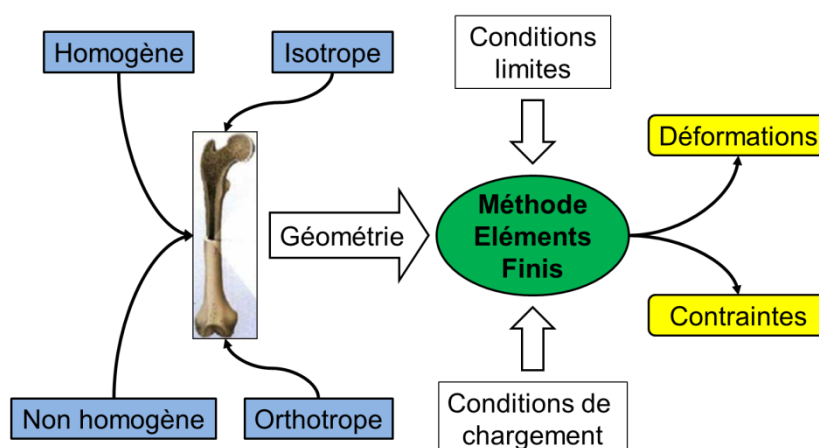 Homogène
Isotrope
Conditions
limites
Déformations
Géométrie
Méthode
Eléments
Finis
Contraintes
Non homogène
Orthotrope
Conditions de
chargement